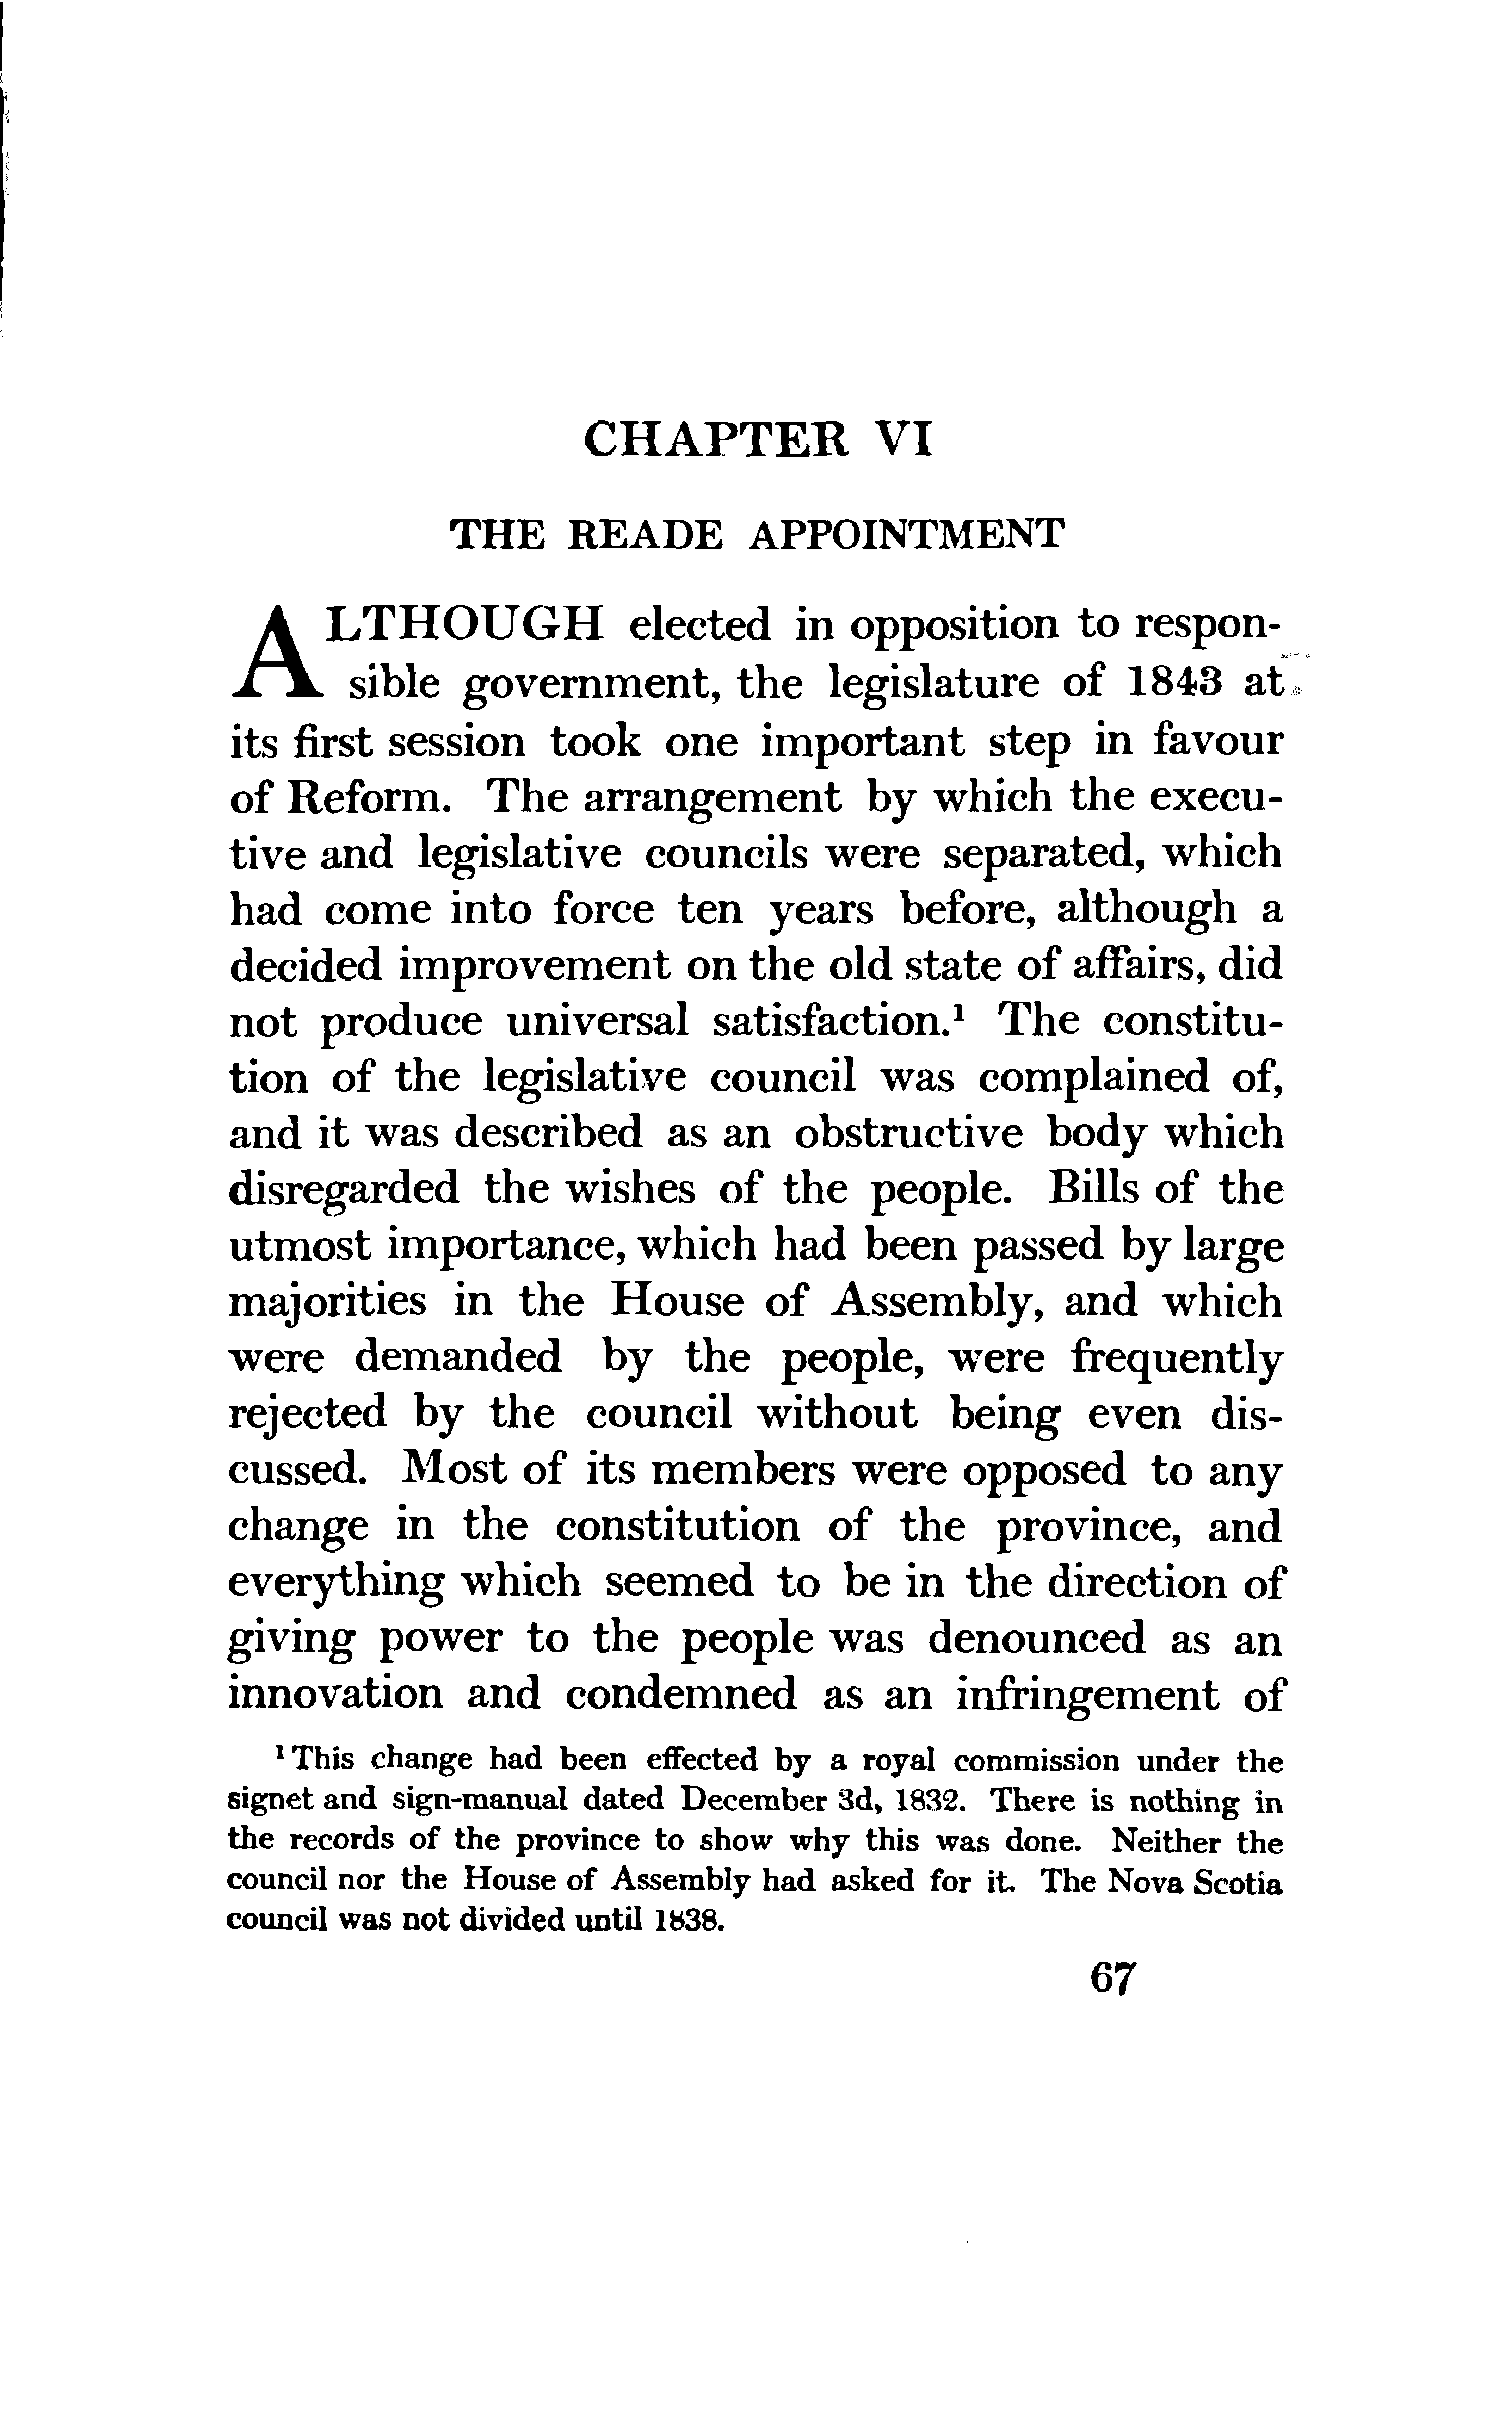 CHAPTER VI
THE READE APPOINTMENT
ALTHOUGH elected in opposition to respon-
sible government, the legislature of 1843 at
its first session took one important step in favour
of Reform. The arrangement by which the execu-
tive and legislative councils were separated, which
had come into force ten years before, although a
decided improvement on the old state of affairs, did
not produce universal satisfaction.¹ The constitu-
tion of the legislative council was complained of,
and it was described as an obstructive body which
disregarded the wishes of the people. Bills of the
utmost importance, which had been passed by large
majorities in the House of Assembly, and which
were demanded by the people, were frequently
rejected by the council without being even dis-
cussed. Most of its members were opposed to any
change in the constitution of the province, and
everything which seemed to be in the direction of
giving power to the people was denounced as an
innovation and condemned as an infringement of
¹ This change had been effected by a royal commission under the
signet and sign-manual dated December 3d, 1832. There is nothing in
the records of the province to show why this was done. Neither the
council nor the House of Assembly had asked for it. The Nova Scotia
council was not divided until 1838.
67